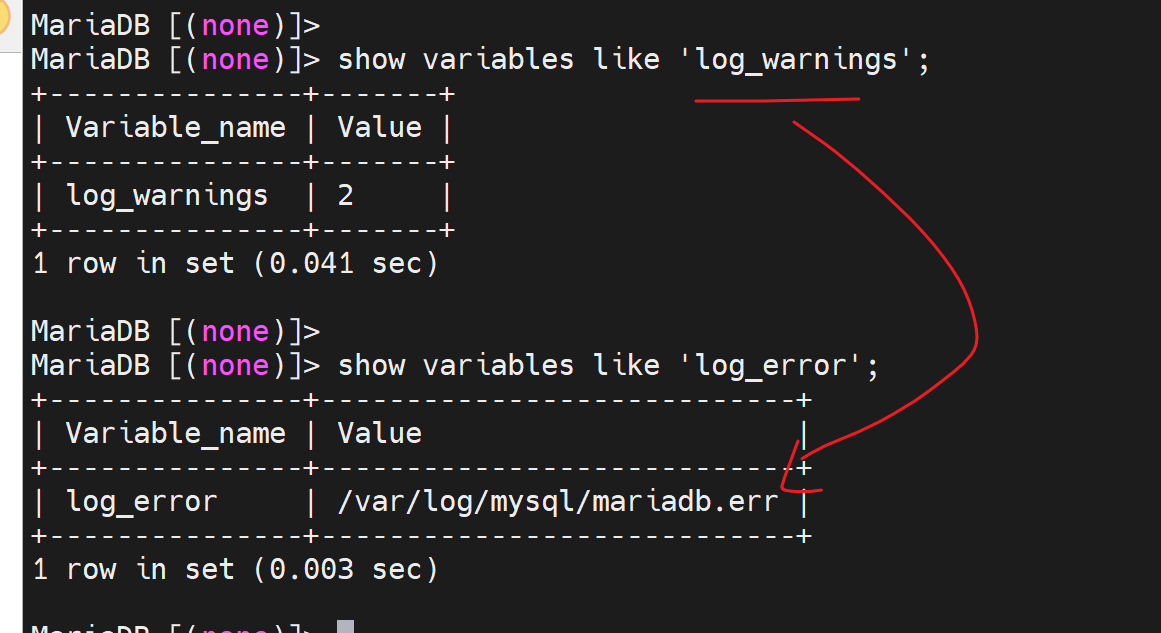 MariaDB [(none)]>
MariaDB [(none)]> show variables like 'log_warnings';
+---------------+-------+
| Variable_name | Value |
+---------------+-------+
| log_warnings  | 2     |
+---------------+-------+
1 row in set (0.041 sec)
MariaDB [(none)]>
MariaDB [(none)]> show variables like 'log_error';
+---------------+----------------------------+
| Variable_name | Value                      |
+---------------+----------------------------+
| log_error     | /var/log/mysql/mariadb.err |
+---------------+----------------------------+
1 row in set (0.003 sec)
MariaDB [(none)]>